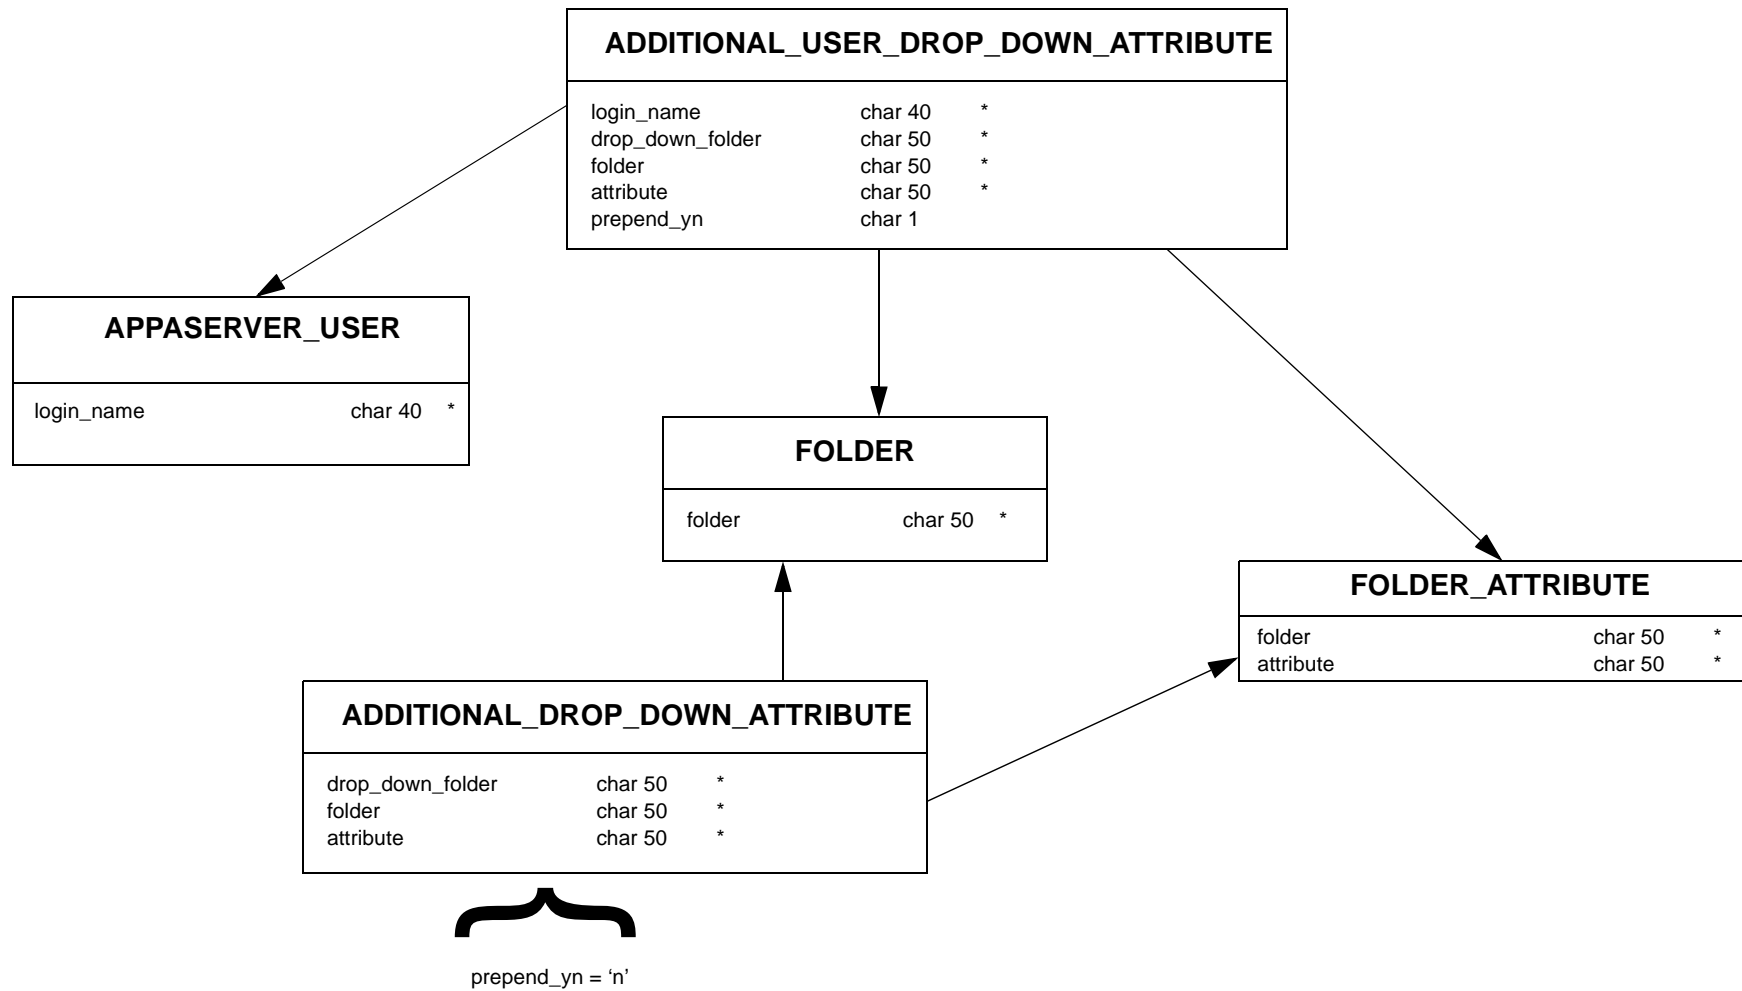 ADDITIONAL_USER_DROP_DOWN_ATTRIBUTE
login_name char 40 *
drop_down_folder char 50 *
folder char 50 *
attribute char 50 *
prepend_yn char 1
APPASERVER_USER
login_name char 40 *
FOLDER
folder char 50 *
FOLDER_ATTRIBUTE
folder char 50 *
attribute char 50 *
ADDITIONAL_DROP_DOWN_ATTRIBUTE
drop_down_folder char 50 *
folder char 50 *
attribute char 50 *
prepend_yn = ‘n’